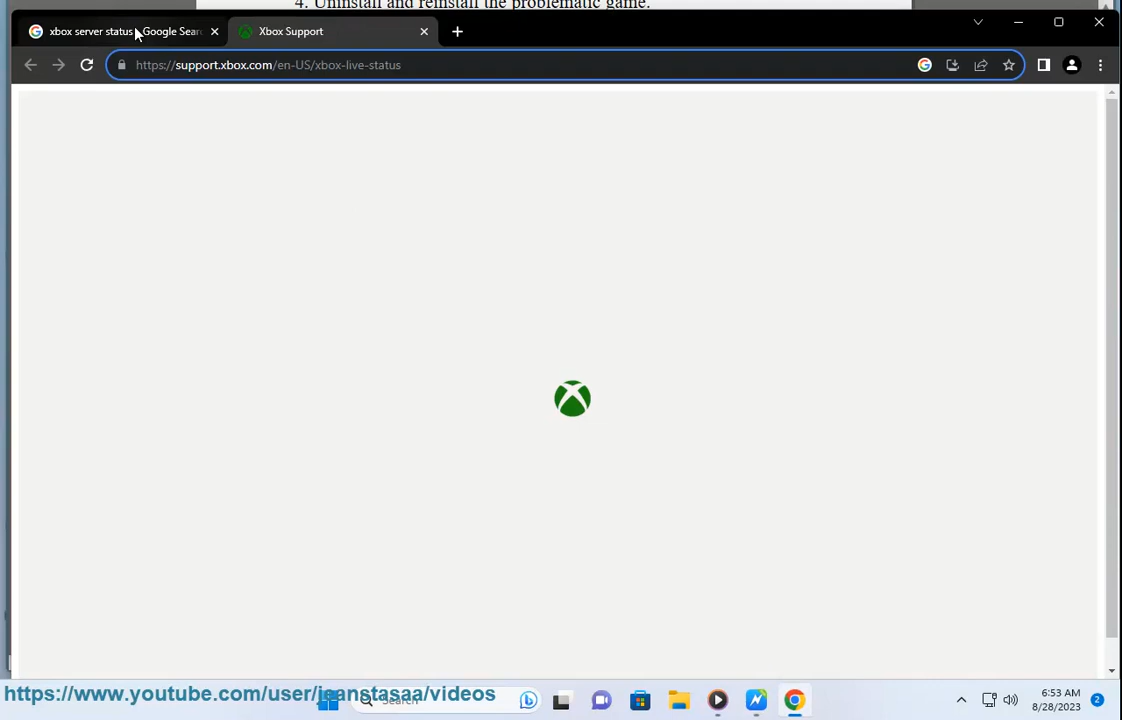 4. Uninstall and reinstall the problematic game.
xbox server status - Google Sear
Xbox Support
https://support.xbox.com/en-US/xbox-live-status
https://www.youtube.com/user/jeanstasaa/videos
Search
6:53 AM
8/28/2023
2